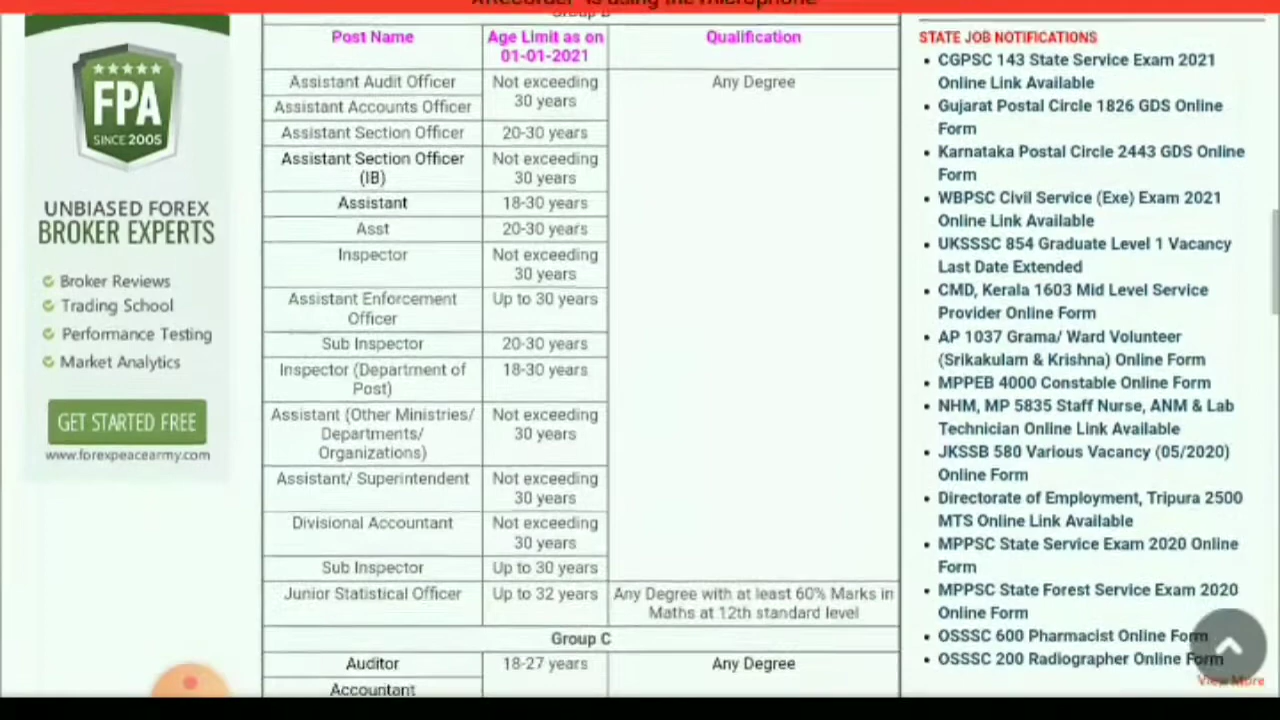 is using the microphone
FPA
SINCE 2005
UNBIASED FOREX
BROKER EXPERTS
Broker Reviews
Trading School
Performance Testing
Market Analytics
GET STARTED FREE
www.forexpeacearmy.com
Post Name
Age Limit as on
01-01-2021
Qualification
Assistant Audit Officer
Assistant Accounts Officer
Not exceeding
30 years
Any Degree
Assistant Section Officer
20-30 years
Assistant Section Officer
(IB)
Not exceeding
30 years
Assistant
18-30 years
Asst
20-30 years
Inspector
Not exceeding
30 years
Assistant Enforcement
Officer
Up to 30 years
Sub Inspector
20-30 years
Inspector (Department of
Post)
18-30 years
Assistant (Other Ministries/
Departments/
Organizations)
Not exceeding
30 years
Assistant/ Superintendent
Not exceeding
30 years
Divisional Accountant
Not exceeding
30 years
Sub Inspector
Up to 30 years
Junior Statistical Officer
Up to 32 years
Any Degree with at least 60% Marks in
Maths at 12th standard level
Group C
Auditor
18-27 years
Any Degree
Accountant
STATE JOB NOTIFICATIONS
CGPSC 143 State Service Exam 2021
Online Link Available
Gujarat Postal Circle 1826 GDS Online
Form
Karnataka Postal Circle 2443 GDS Online
Form
WBPSC Civil Service (Exe) Exam 2021
Online Link Available
UKSSSC 854 Graduate Level 1 Vacancy
Last Date Extended
CMD, Kerala 1603 Mid Level Service
Provider Online Form
AP 1037 Grama/ Ward Volunteer
(Srikakulam & Krishna) Online Form
MPPEB 4000 Constable Online Form
NHM, MP 5835 Staff Nurse, ANM & Lab
Technician Online Link Available
JKSSB 580 Various Vacancy (05/2020)
Online Form
Directorate of Employment, Tripura 2500
MTS Online Link Available
MPPSC State Service Exam 2020 Online
Form
MPPSC State Forest Service Exam 2020
Online Form
OSSSC 600 Pharmacist Online Form
OSSSC 200 Radiographer Online Form
View More